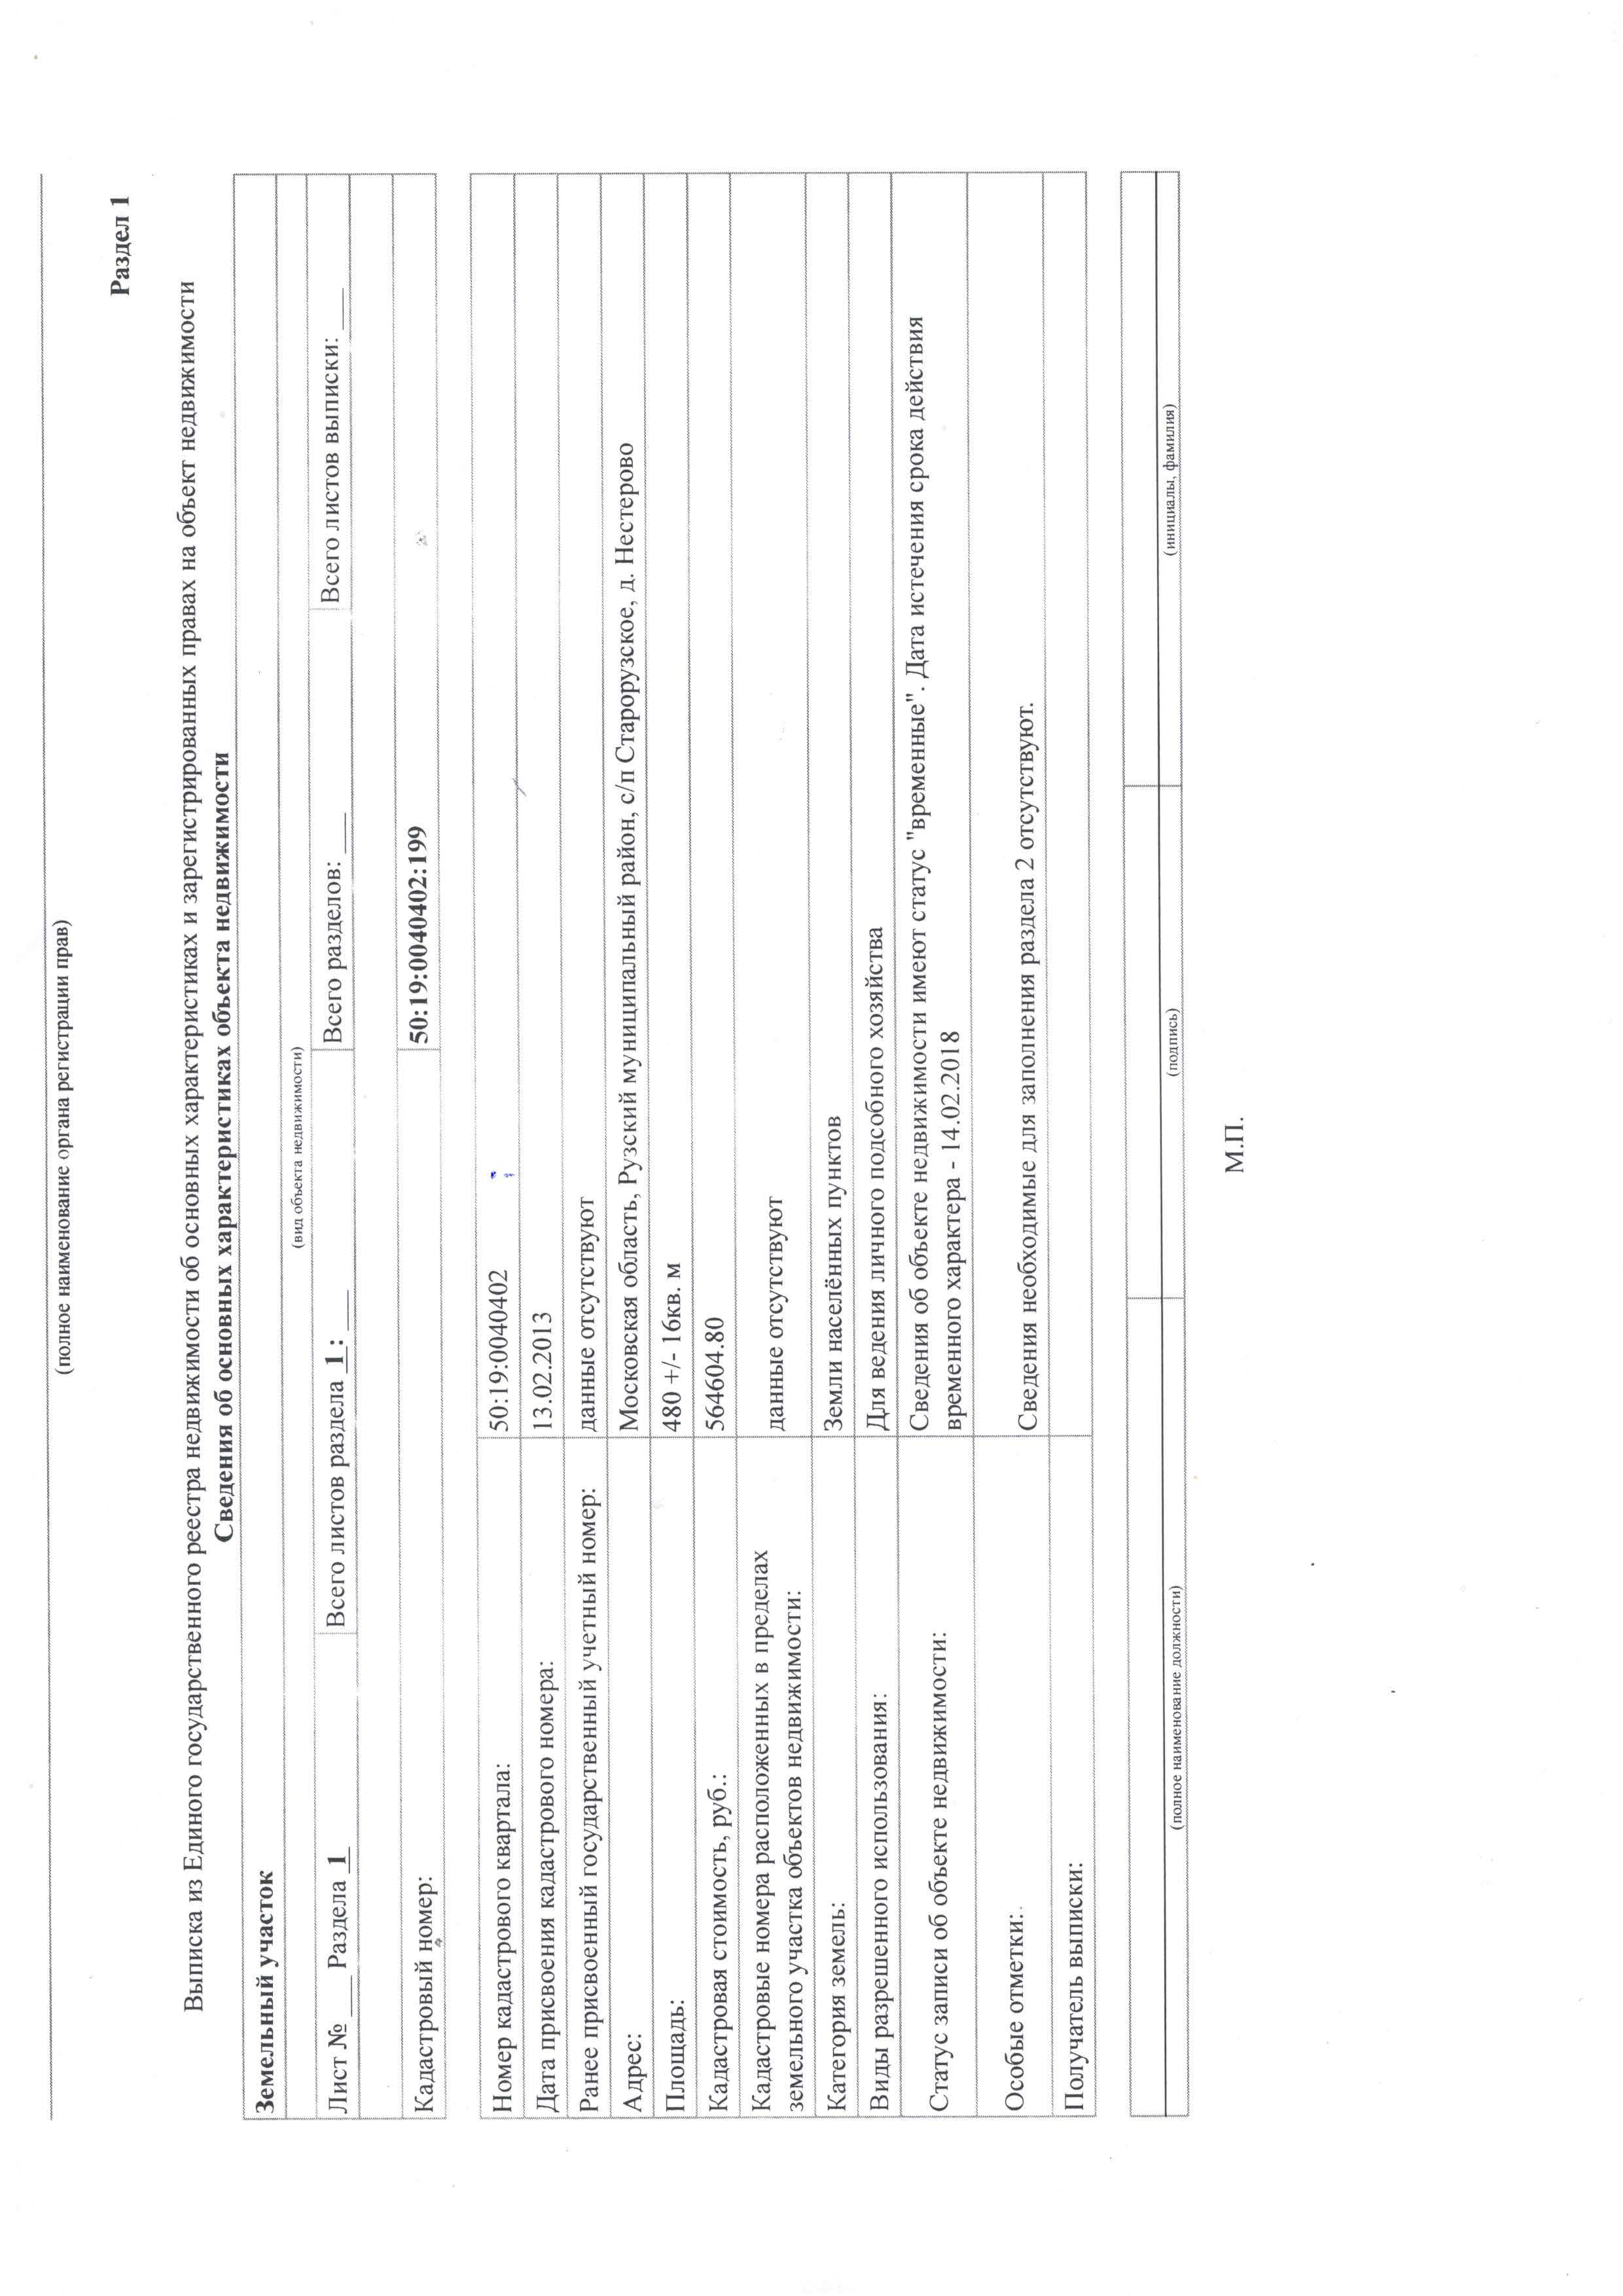 (полное наименование органа регистрации прав)
Раздел 1
Выписка из Единого государственного реестра недвижимости об основных характеристиках и зарегистрированных правах на объект недвижимости
Сведения об основных характеристиках объекта недвижимости
Земельный участок
(вид объекта недвижимости)
Лист № ___ Раздела 1 Всего листов раздела 1 : ___ Всего разделов: ___ Всего листов выписки: ___
Кадастровый номер: 50:19:0040402:199
Номер кадастрового квартала: 50:19:0040402
Дата присвоения кадастрового номера: 13.02.2013
Ранее присвоенный государственный учетный номер: данные отсутствуют
Адрес: Московская область, Рузский муниципальный район, с/п Старорузское, д. Нестерово
Площадь: 480 +/- 16кв. м
Кадастровая стоимость, руб.: 564604.80
Кадастровые номера расположенных в пределах
земельного участка объектов недвижимости: данные отсутствуют
Категория земель: Земли населённых пунктов
Виды разрешенного использования: Для ведения личного подсобного хозяйства
Статус записи об объекте недвижимости: Сведения об объекте недвижимости имеют статус "временные". Дата истечения срока действия
временного характера - 14.02.2018
Особые отметки: Сведения необходимые для заполнения раздела 2 отсутствуют.
Получатель выписки:
(полное наименование должности) (подпись) (инициалы, фамилия)
М.П.